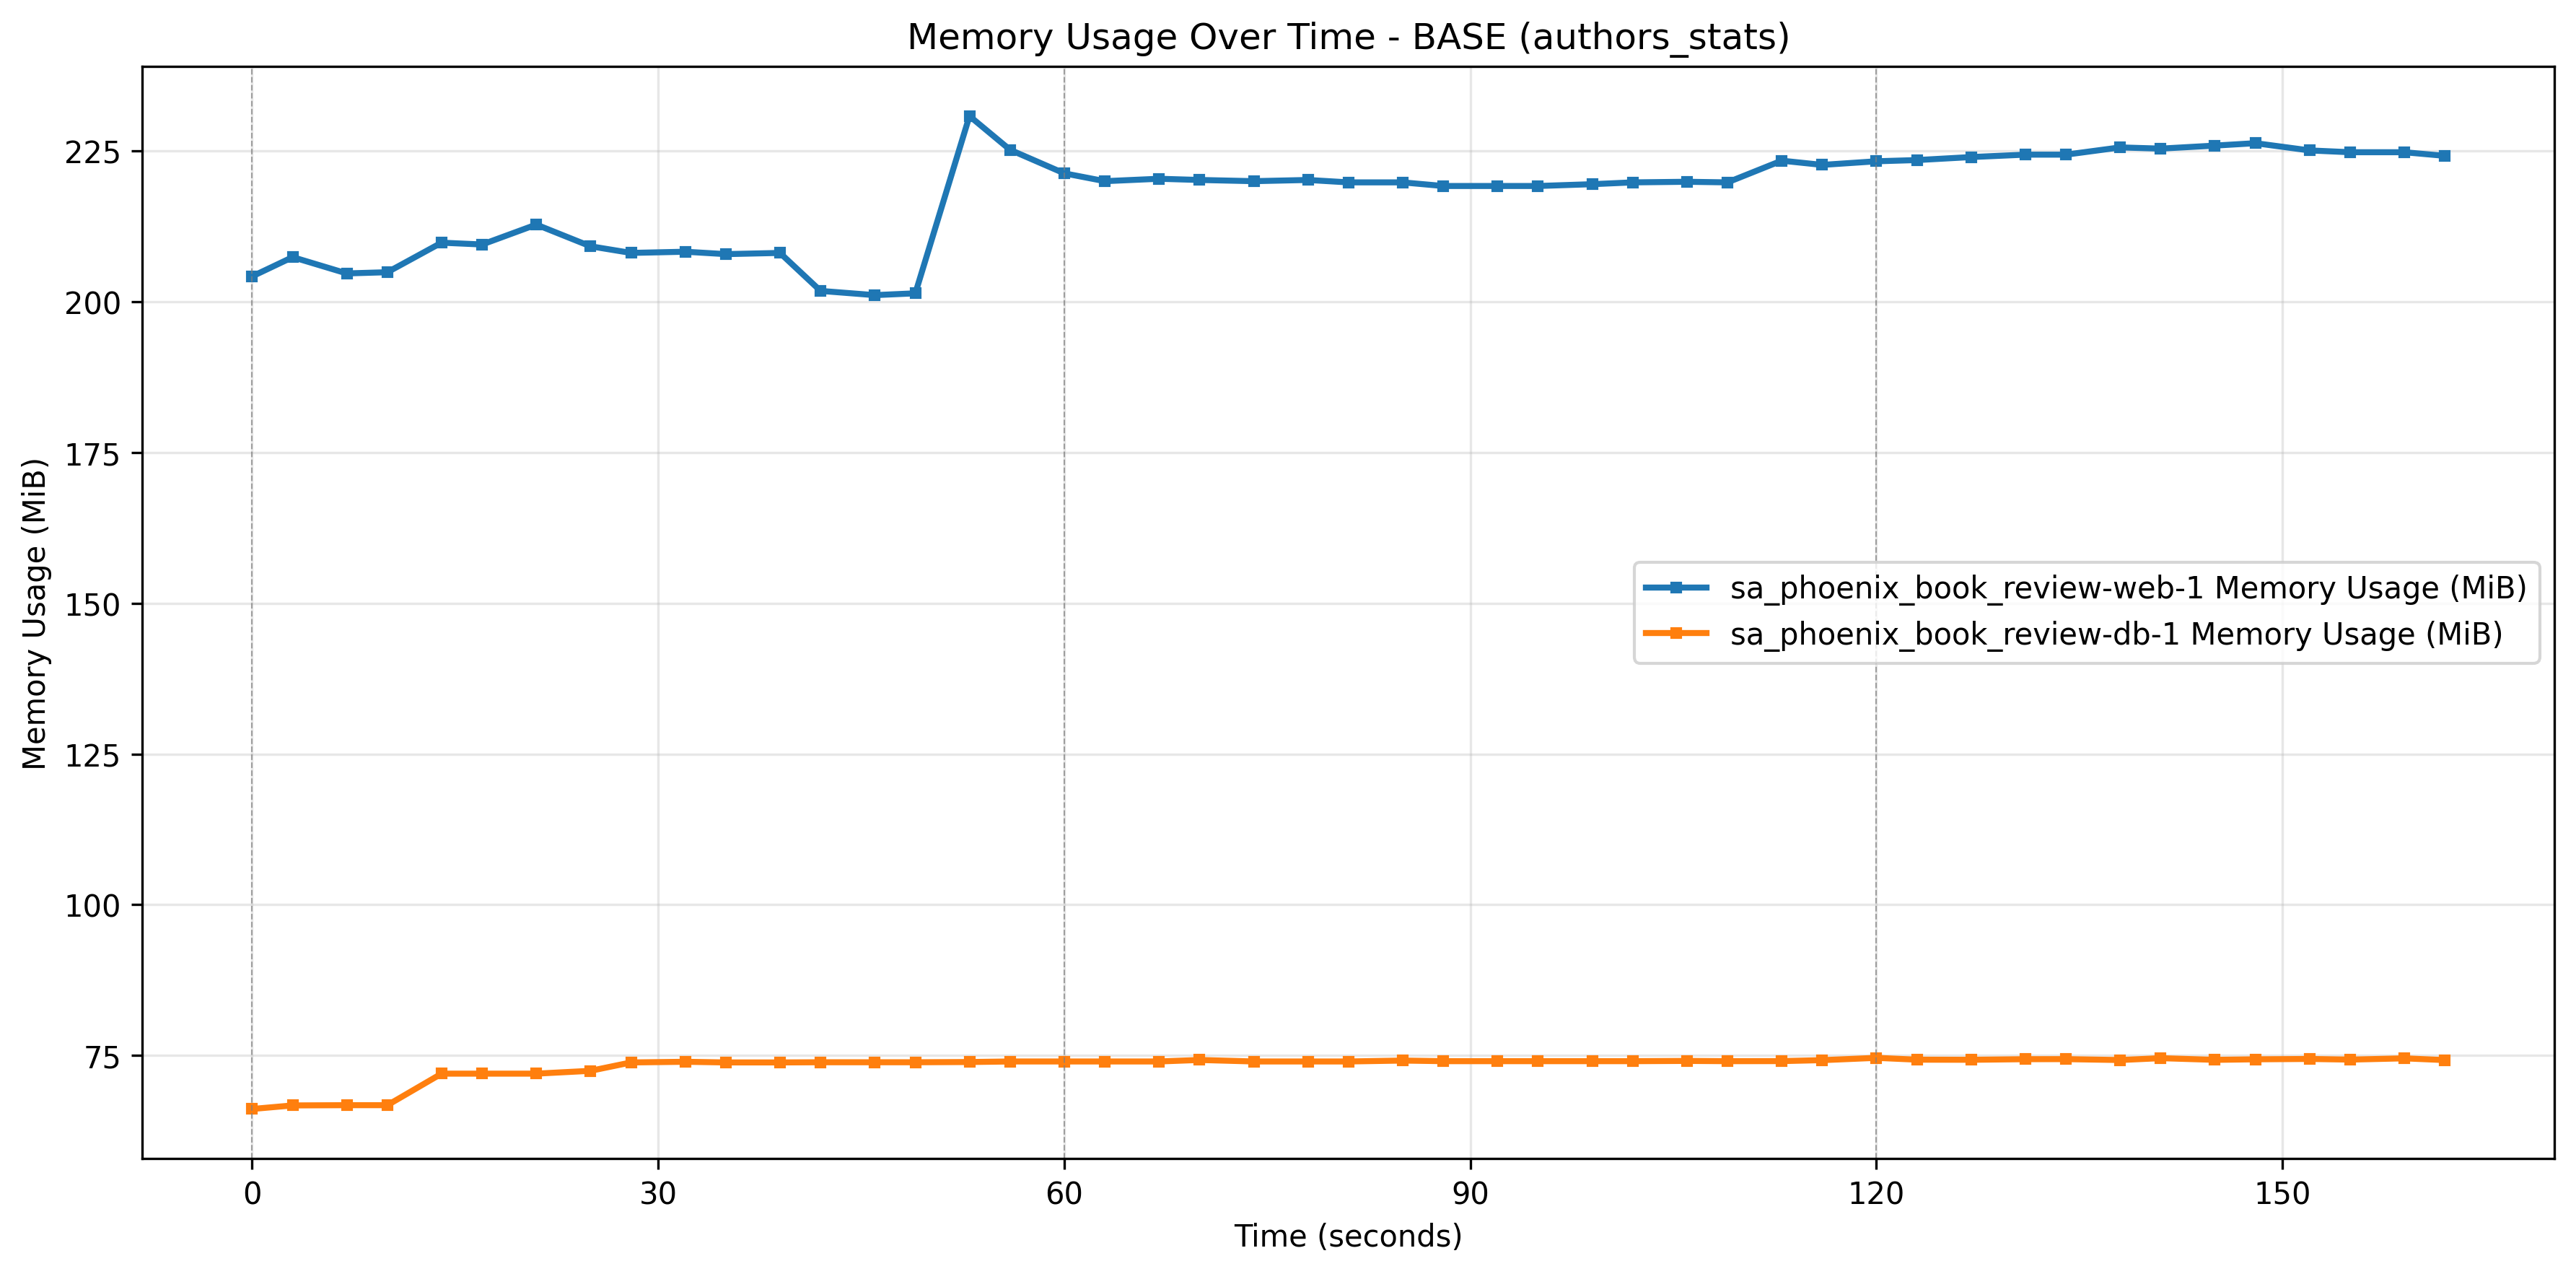 Memory Usage Over Time - BASE (authors_stats)
Memory Usage (MiB)
225
200
175
150
125
100
75
sa_phoenix_book_review-web-1 Memory Usage (MiB)
sa_phoenix_book_review-db-1 Memory Usage (MiB)
0 30 60 90 120 150
Time (seconds)